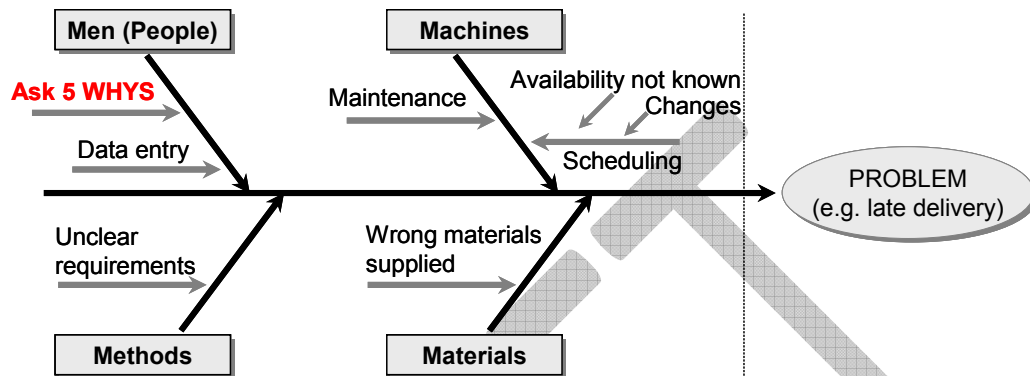 Men (People)
Machines
Ask 5 WHYS
Data entry
Maintenance
Availability not known
Changes
Scheduling
PROBLEM
(e.g. late delivery)
Unclear
requirements
Wrong materials
supplied
Methods
Materials